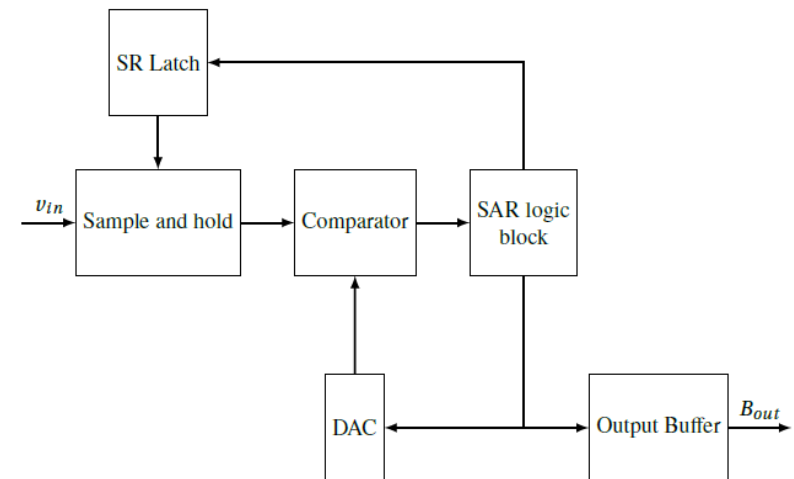 SR Latch
v_in
Sample and hold
Comparator
SAR logic
block
DAC
Output Buffer
B_out